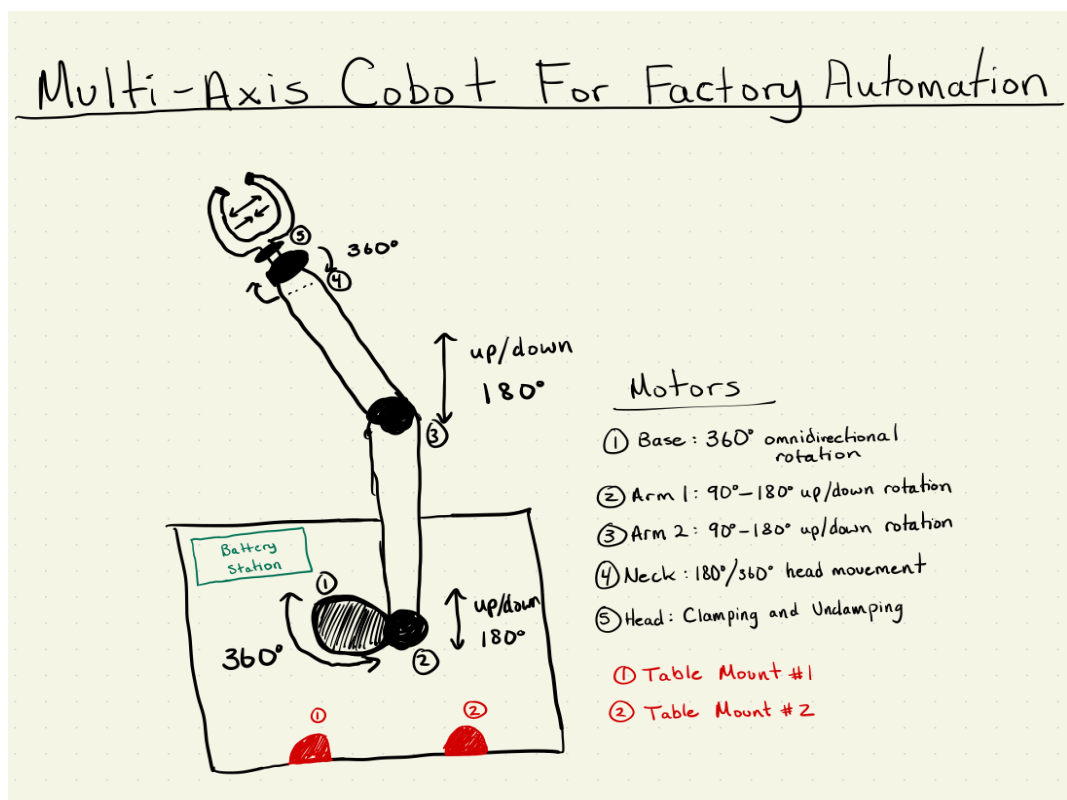 Multi-Axis Cobot For Factory Automation
5
360°
4
up/down
180°
3
Battery
Station
1
up/down
180°
360°
2
1
2
Motors
1 Base: 360° omnidirectional
rotation
2 Arm 1: 90°-180° up/down rotation
3 Arm 2: 90°-180° up/down rotation
4 Neck: 180°/360° head movement
5 Head: Clamping and Unclamping
1 Table Mount #1
2 Table Mount #2